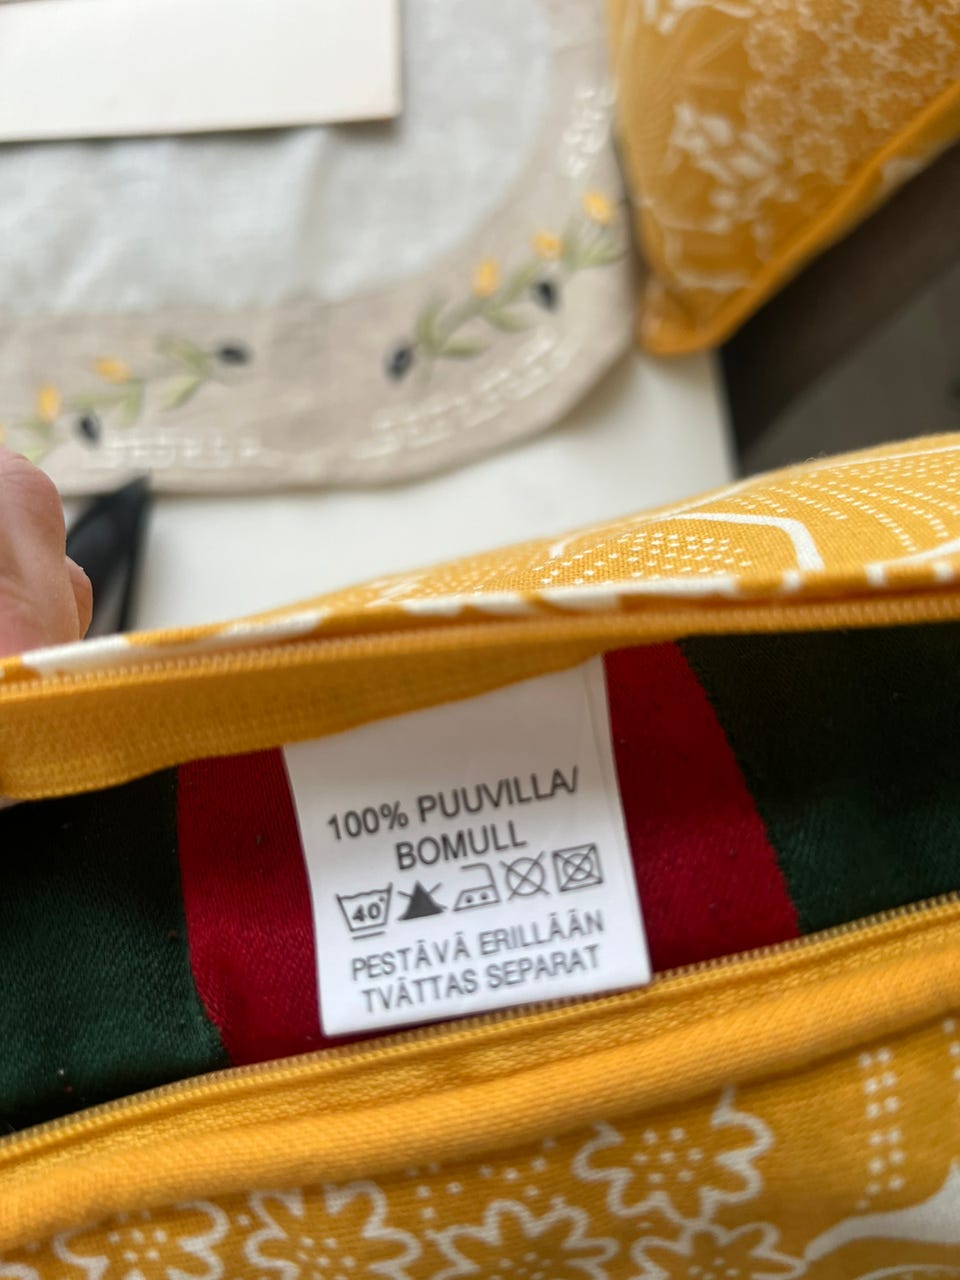 100% PUUVILLA/
BOMULL
40°
PESTÄVÄ ERILLÄÄN
TVÄTTAS SEPARAT